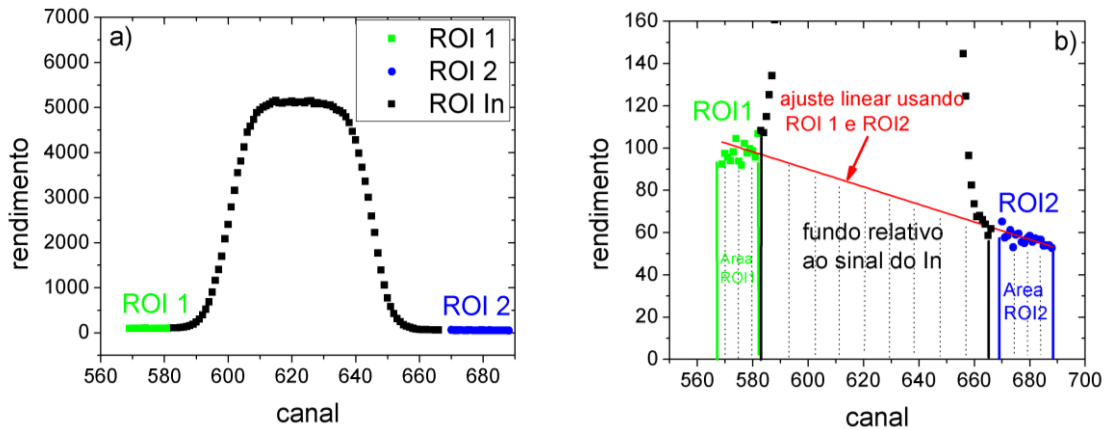 a)
ROI 1
ROI 2
ROI In
7000
6000
5000
4000
3000
2000
1000
0
rendimento
ROI 1
ROI 2
560 580 600 620 640 660 680
canal
b)
160
140
120
100
80
60
40
20
0
rendimento
ajuste linear usando
ROI 1 e ROI2
ROI1
ROI2
fundo relativo
ao sinal do In
Area
ROI1
Area
ROI2
560 580 600 620 640 660 680 700
canal